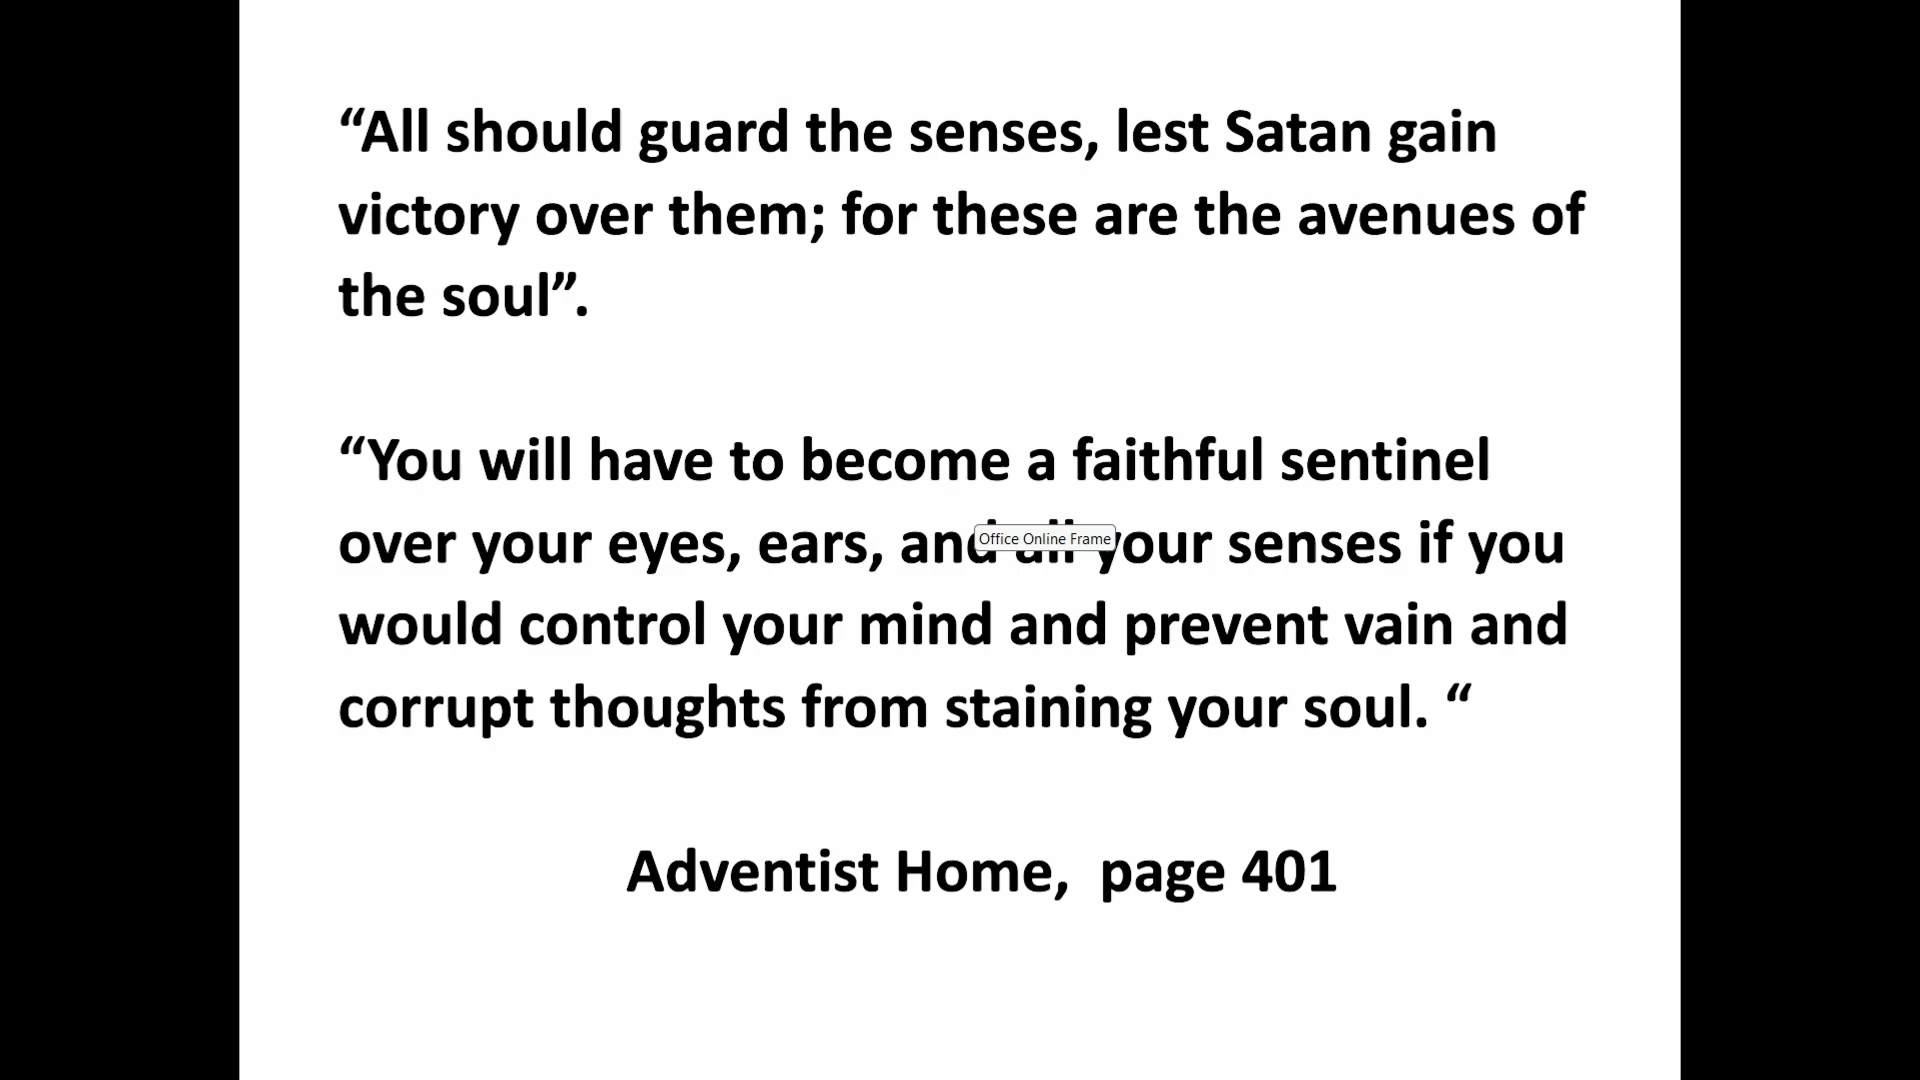 “All should guard the senses, lest Satan gain
victory over them; for these are the avenues of
the soul”.
“You will have to become a faithful sentinel
over your eyes, ears, and all your senses if you
Office Online Frame
would control your mind and prevent vain and
corrupt thoughts from staining your soul. “
Adventist Home,  page 401